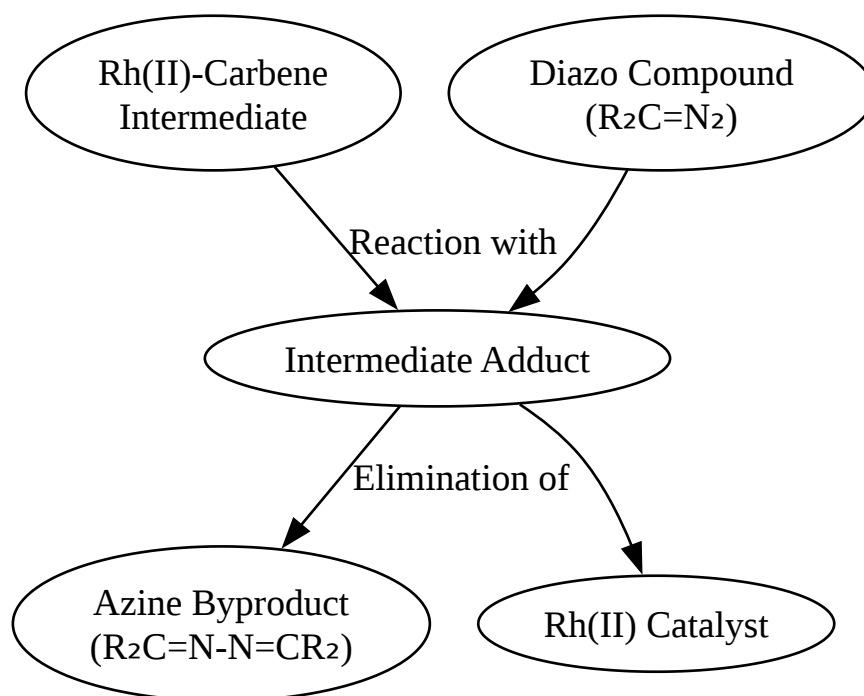 Rh(II)-Carbene
Intermediate
Diazo Compound
(R₂C=N₂)
Reaction with
Intermediate Adduct
Elimination of
Azine Byproduct
(R₂C=N-N=CR₂)
Rh(II) Catalyst